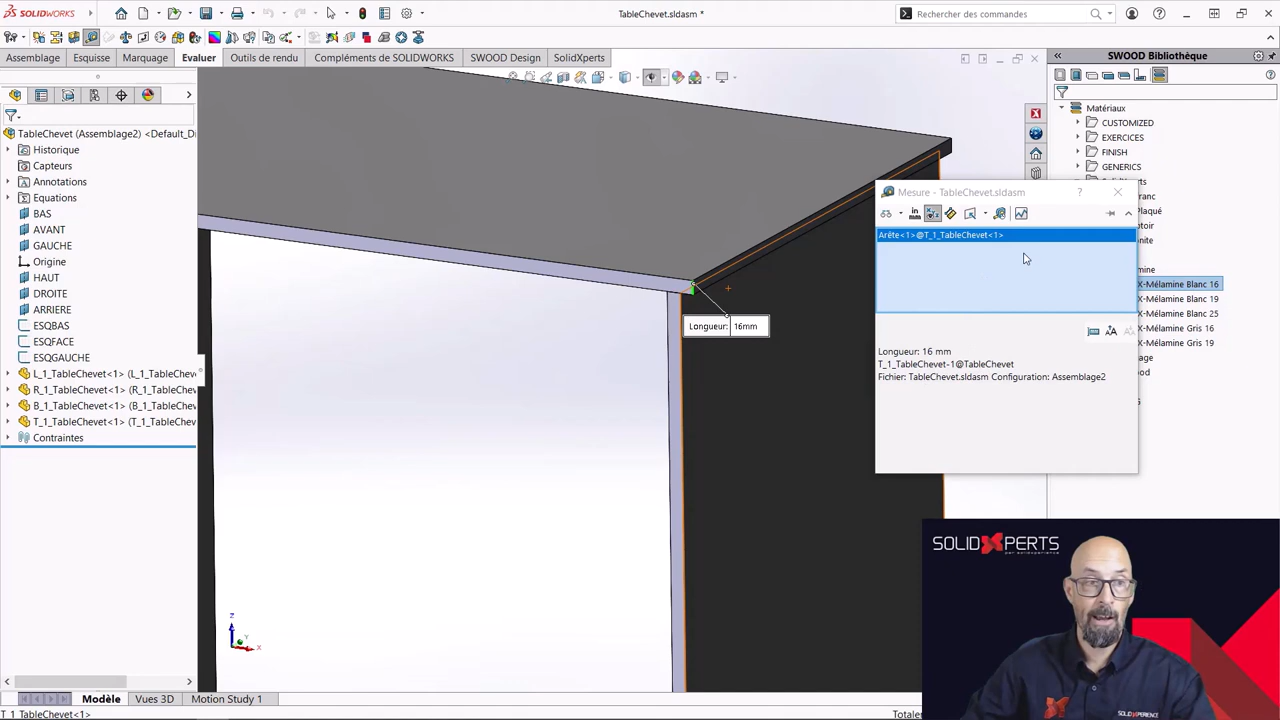 SOLIDWORKS
TableChevet.sldasm *
Rechercher des commandes
Assemblage
Esquisse
Marquage
Evaluer
Outils de rendu
Compléments de SOLIDWORKS
SWOOD Design
SolidXperts
SWOOD Bibliothèque
TableChevet (Assemblage2) <Default_Di
Historique
Capteurs
Annotations
Equations
BAS
AVANT
GAUCHE
Origine
HAUT
DROITE
ARRIERE
ESQBAS
ESQFACE
ESQGAUCHE
L_1_TableChevet<1> (L_1_TableChev
R_1_TableChevet<1> (R_1_TableChev
B_1_TableChevet<1> (B_1_TableChev
T_1_TableChevet<1> (T_1_TableChev
Contraintes
Matériaux
CUSTOMIZED
EXERCICES
FINISH
GENERICS
Mesure - TableChevet.sldasm
Arête<1>@T_1_TableChevet<1>
Longueur: 16 mm
T_1_TableChevet-1@TableChevet
Fichier: TableChevet.sldasm Configuration: Assemblage2
Longueur: 16mm
X-Mélamine Blanc 16
X-Mélamine Blanc 19
X-Mélamine Blanc 25
X-Mélamine Gris 16
X-Mélamine Gris 19
SOLIDXPERTS
par solidxperience
SOLIDXPERIENCE
Z
Y
X
Modèle
Vues 3D
Motion Study 1
T_1_TableChevet<1>